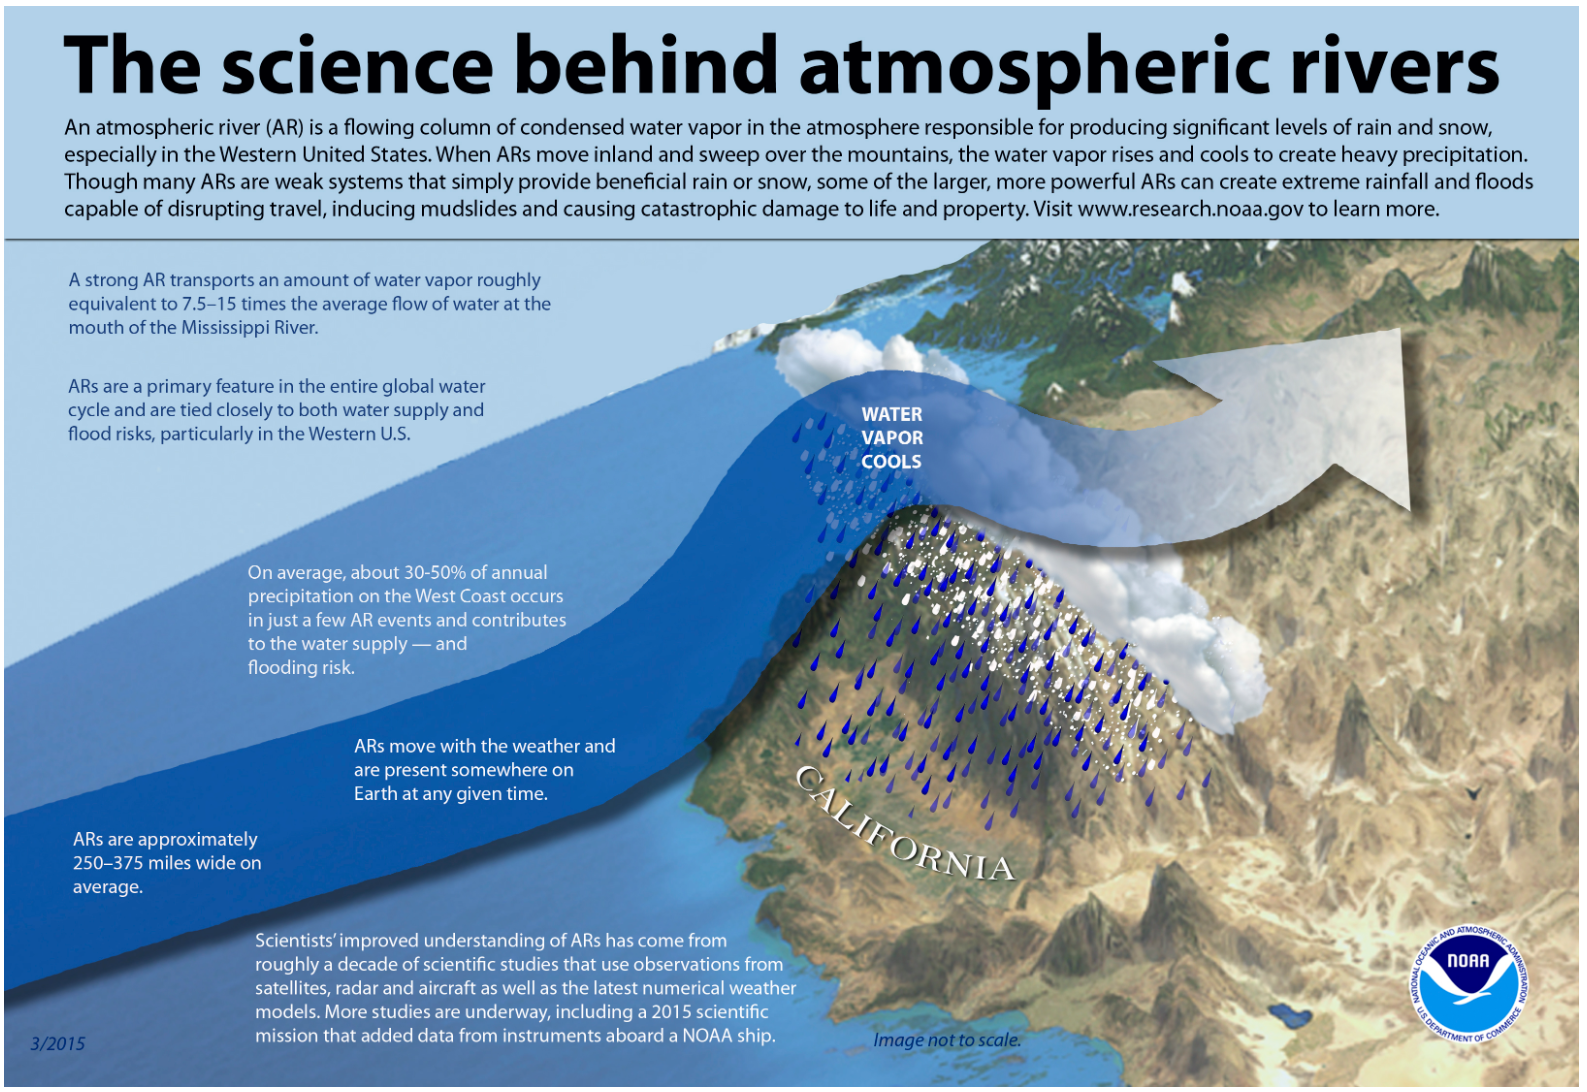 The science behind atmospheric rivers
An atmospheric river (AR) is a flowing column of condensed water vapor in the atmosphere responsible for producing significant levels of rain and snow,
especially in the Western United States. When ARs move inland and sweep over the mountains, the water vapor rises and cools to create heavy precipitation.
Though many ARs are weak systems that simply provide beneficial rain or snow, some of the larger, more powerful ARs can create extreme rainfall and floods
capable of disrupting travel, inducing mudslides and causing catastrophic damage to life and property. Visit www.research.noaa.gov to learn more.
A strong AR transports an amount of water vapor roughly
equivalent to 7.5–15 times the average flow of water at the
mouth of the Mississippi River.
ARs are a primary feature in the entire global water
cycle and are tied closely to both water supply and
flood risks, particularly in the Western U.S.
WATER
VAPOR
COOLS
On average, about 30-50% of annual
precipitation on the West Coast occurs
in just a few AR events and contributes
to the water supply — and
flooding risk.
ARs move with the weather and
are present somewhere on
Earth at any given time.
CALIFORNIA
ARs are approximately
250–375 miles wide on
average.
Scientists' improved understanding of ARs has come from
roughly a decade of scientific studies that use observations from
satellites, radar and aircraft as well as the latest numerical weather
models. More studies are underway, including a 2015 scientific
mission that added data from instruments aboard a NOAA ship.
3/2015
Image not to scale.
NATIONAL OCEANIC AND ATMOSPHERIC ADMINISTRATION
NOAA
U.S. DEPARTMENT OF COMMERCE